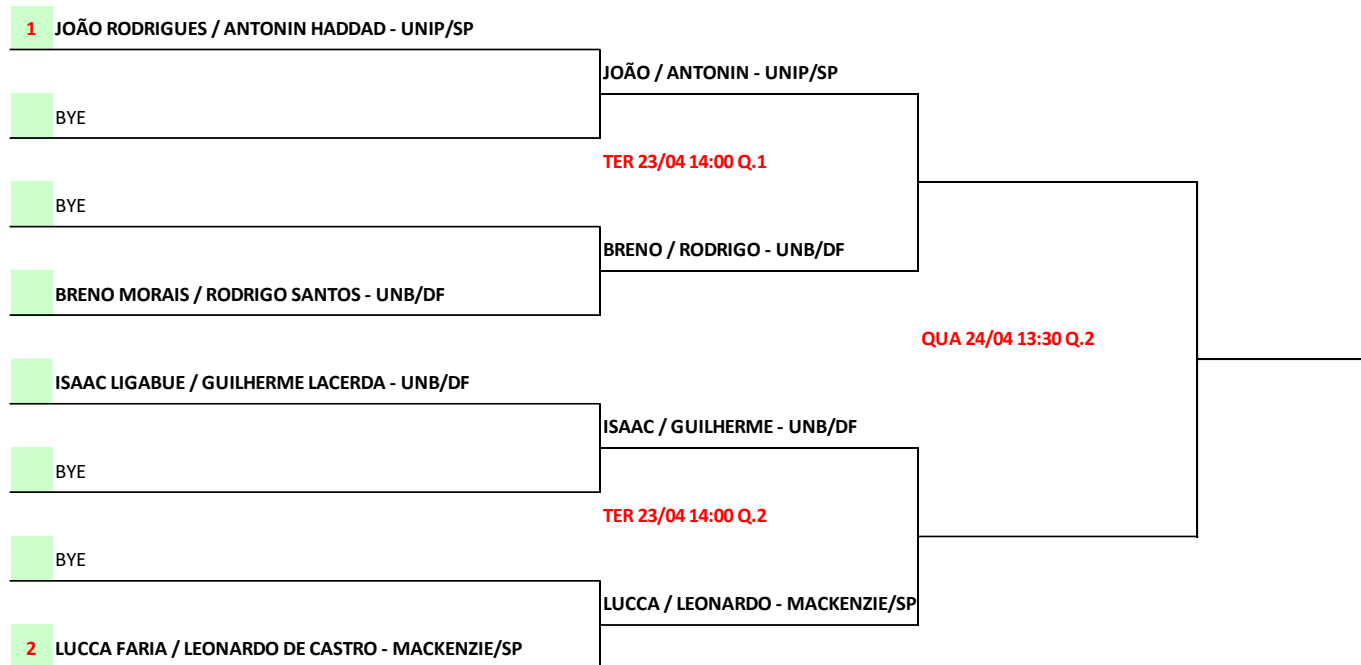 1 JOÃO RODRIGUES / ANTONIN HADDAD - UNIP/SP
JOÃO / ANTONIN - UNIP/SP
BYE
TER 23/04 14:00 Q.1
BYE
BRENO / RODRIGO - UNB/DF
BRENO MORAIS / RODRIGO SANTOS - UNB/DF
QUA 24/04 13:30 Q.2
ISAAC LIGABUE / GUILHERME LACERDA - UNB/DF
ISAAC / GUILHERME - UNB/DF
BYE
TER 23/04 14:00 Q.2
BYE
LUCCA / LEONARDO - MACKENZIE/SP
2 LUCCA FARIA / LEONARDO DE CASTRO - MACKENZIE/SP